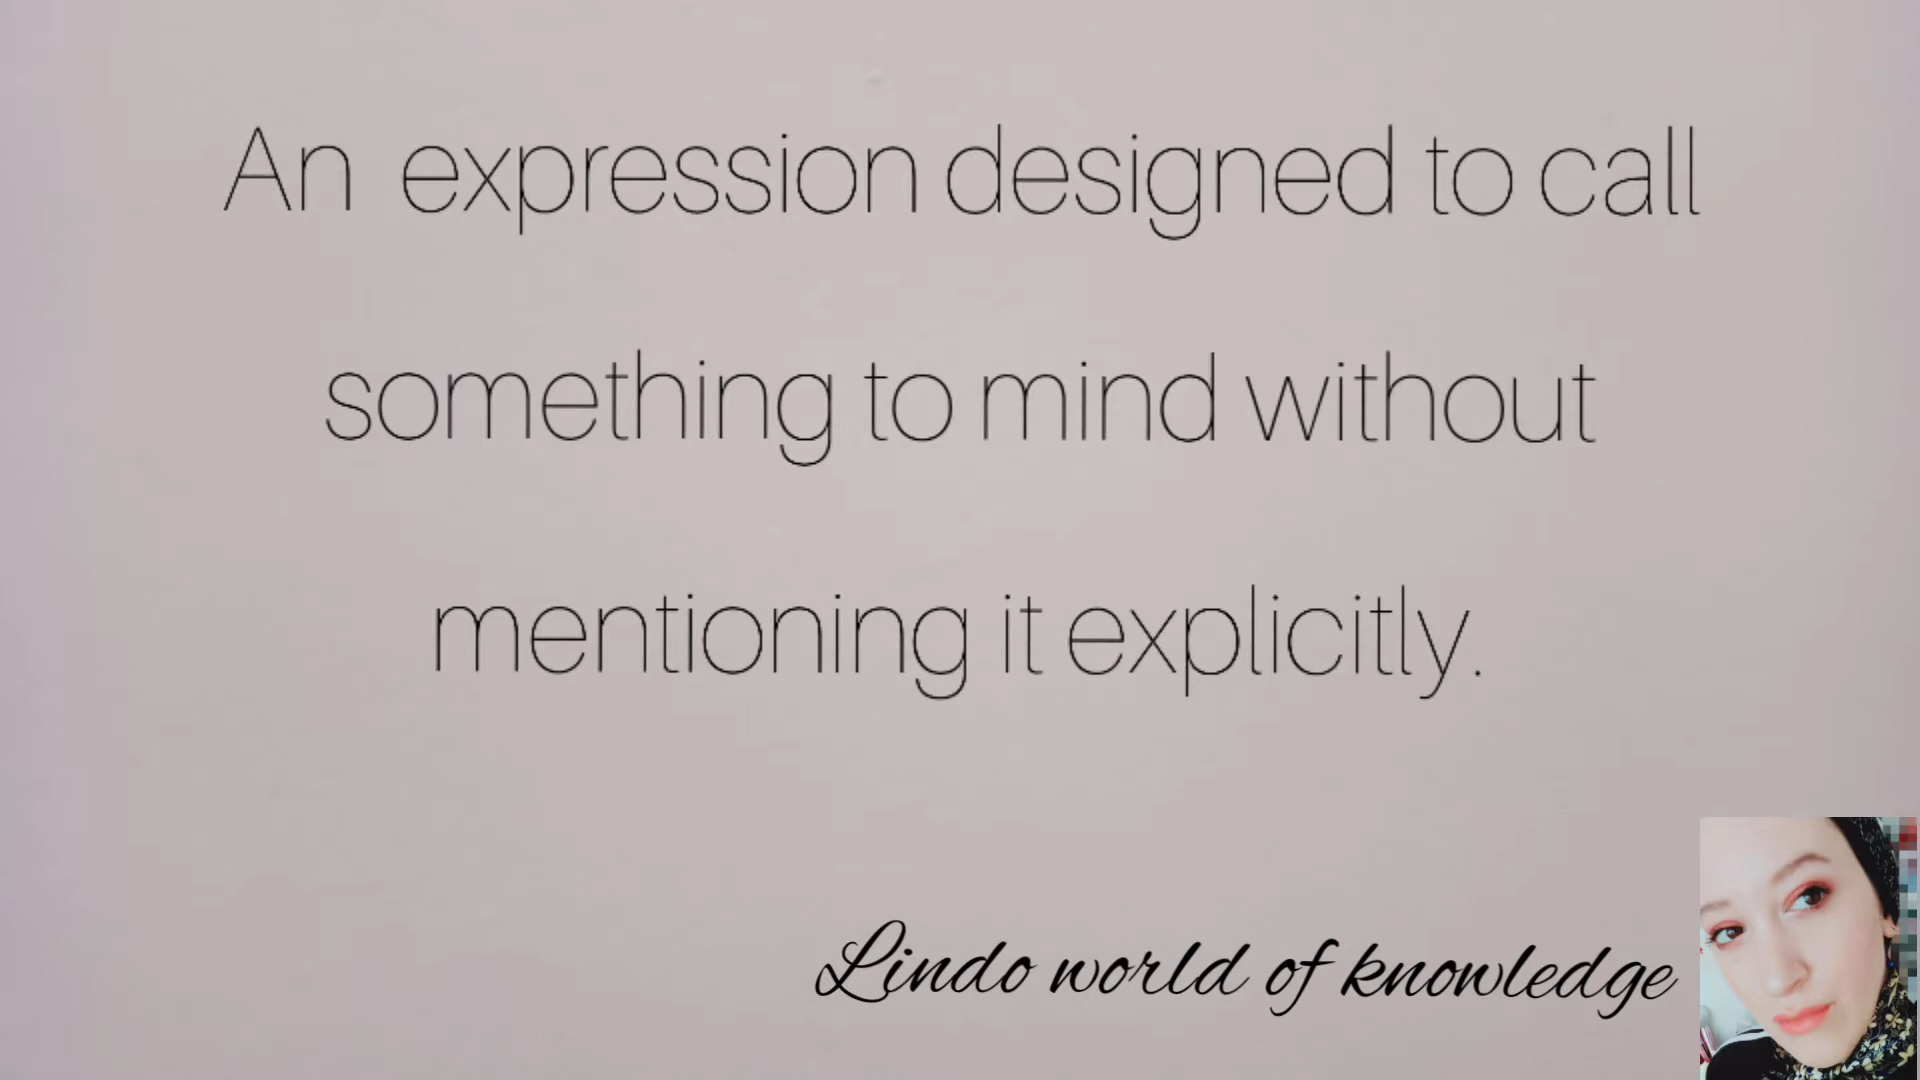 An expression designed to call
something to mind without
mentioning it explicitly.
Lindo world of knowledge